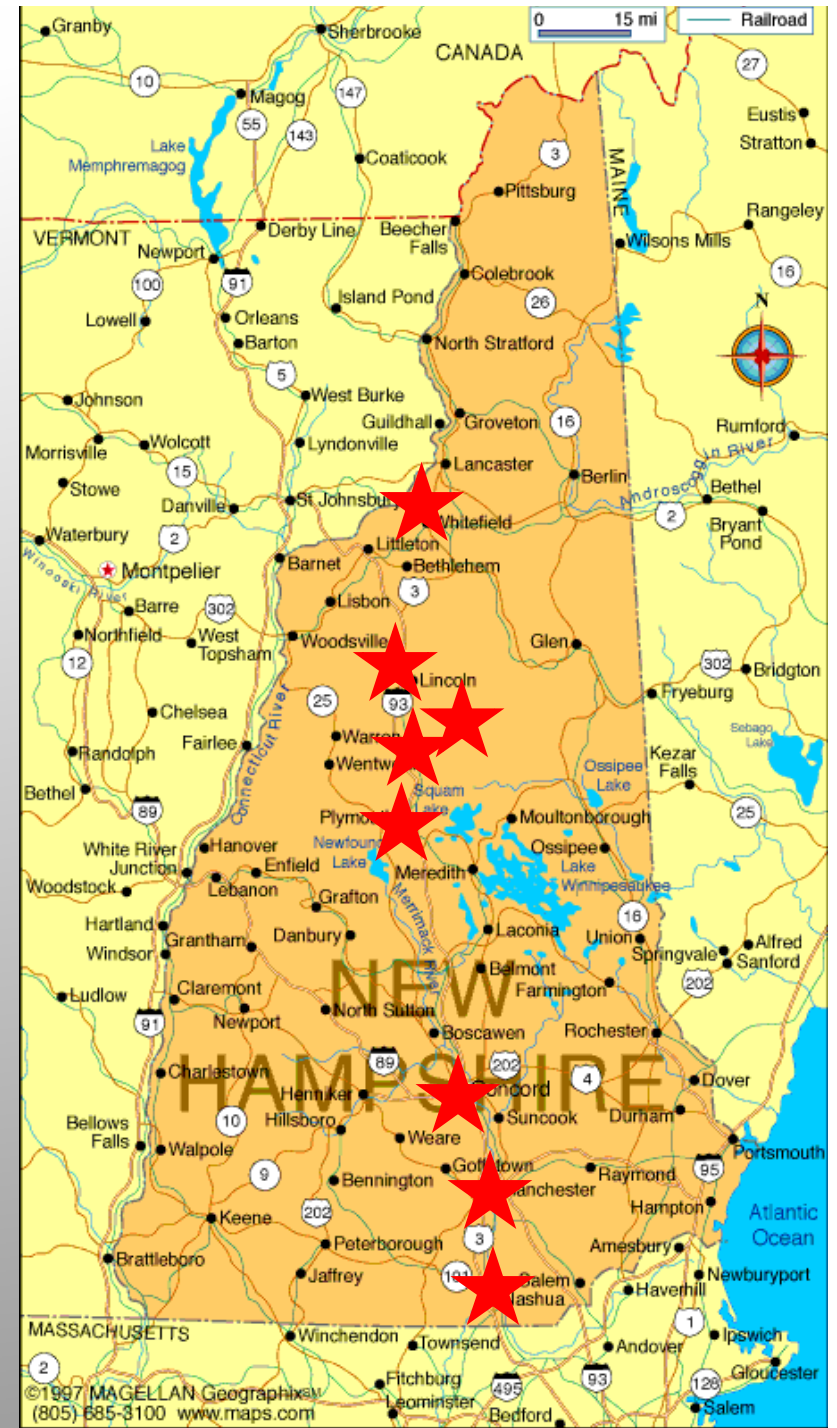 Granby
Sherbrooke
0 15 mi
Railroad
CANADA
10
147
27
Magog
55
143
Eustis
Stratton
Lake
Memphremagog
Coaticook
3
MAINE
Pittsburg
Rangeley
VERMONT
Derby Line
Beecher
Falls
Wilsons Mills
Newport
91
100
Colebrook
16
26
Island Pond
N
Lowell
Orleans
Barton
North Stratford
5
Johnson
West Burke
Guildhall
Groveton
16
Rumford
Morrisville
Wolcott
Lyndonville
15
Lancaster
Berlin
Androscoggin River
Stowe
Danville
St Johnsbury
Bethel
2
Bryant
Pond
Waterbury
2
Whitefield
Littleton
Winooski River
Montpelier
Barnet
Bethlehem
3
Barre
302
Lisbon
Northfield
West
Topsham
Woodsville
Glen
12
302
Bridgton
Lincoln
25
93
Fryeburg
Chelsea
Connecticut River
Sebago
Lake
Randolph
Fairlee
Warren
Kezar
Falls
Wentw
Ossipee
Lake
Bethel
89
Squam
Lake
25
Plymouth
Moultonborough
White River
Junction
Hanover
Newfound
Lake
Ossipee
Enfield
Meredith
Lake
Winnipesaukee
Woodstock
Lebanon
Grafton
Merrimack River
16
Hartland
Grantham
Danbury
Laconia
Union
Springvale
Alfred
Sanford
Windsor
Belmont
202
NEW
HAMPSHIRE
Ludlow
Claremont
Farmington
Newport
North Sutton
91
Boscawen
Rochester
89
202
Charlestown
Henniker
Concord
4
Dover
10
Hillsboro
Suncook
Durham
Bellows
Falls
Walpole
Weare
Portsmouth
9
Goffstown
Raymond
95
Bennington
Manchester
Hampton
202
Keene
Atlantic
Ocean
3
Peterborough
Amesbury
Brattleboro
Jaffrey
101
Salem
Newburyport
Nashua
Haverhill
MASSACHUSETTS
Winchendon
Townsend
1
Andover
Ipswich
2
Fitchburg
495
93
128
Gloucester
©1997 MAGELLAN Geographix℠
(805) 685-3100 www.maps.com
Leominster
Bedford
Salem